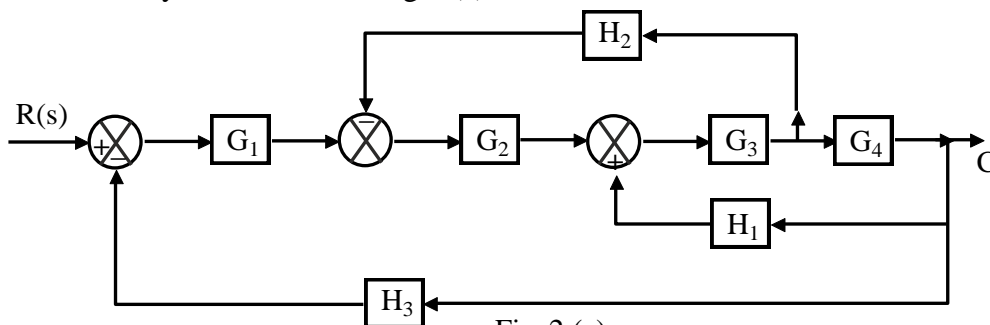 H₂
R(s)
+
−
−
+
G₁
G₂
G₃
G₄
C
H₁
H₃